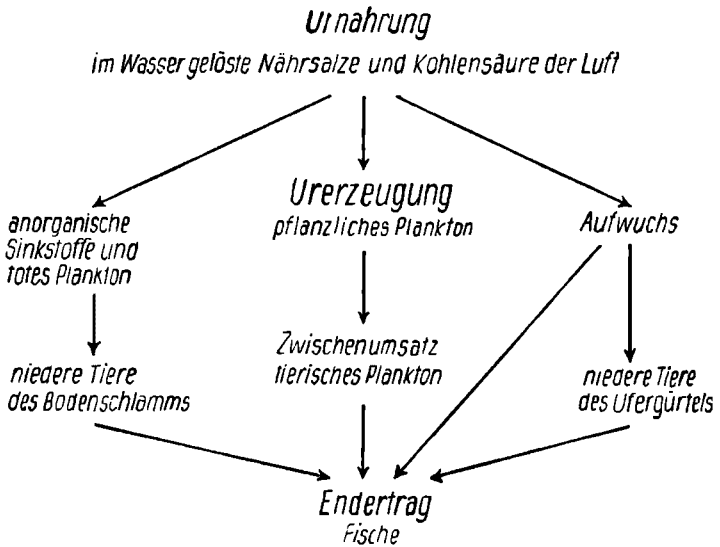 Urnahrung
im Wasser gelöste Nährsalze und Kohlensäure der Luft
Urerzeugung
pflanzliches Plankton
anorganische
Sinkstoffe und
totes Plankton
Aufwuchs
Zwischenumsatz
tierisches Plankton
niedere Tiere
des Bodenschlamms
niedere Tiere
des Ufergürtels
Endertrag
Fische